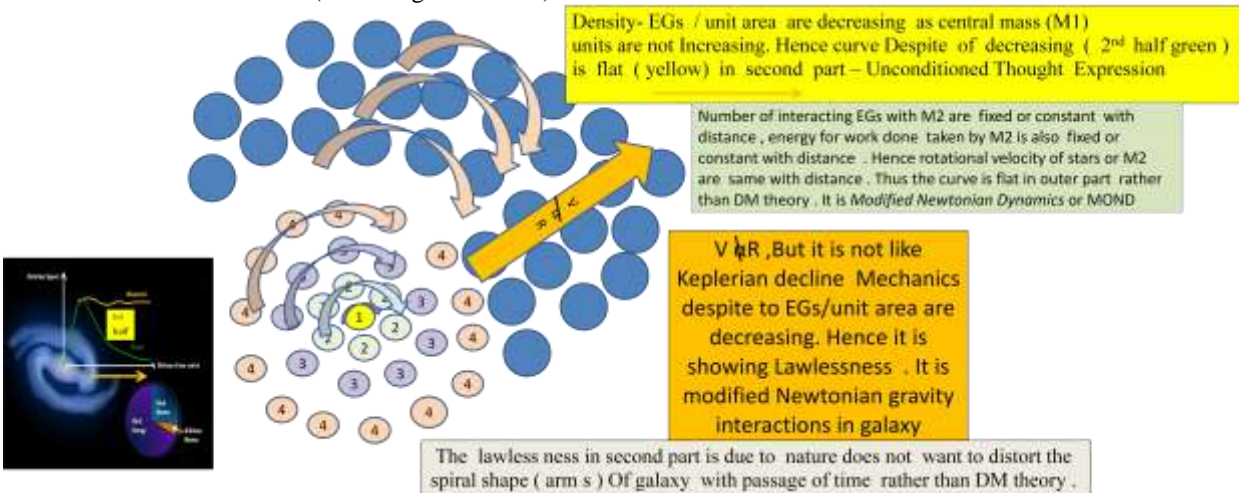 Density- EGs / unit area are decreasing as central mass (M1)
units are not Increasing. Hence curve Despite of decreasing ( 2nd half green )
is flat ( yellow) in second part – Unconditioned Thought Expression
Number of interacting EGs with M2 are fixed or constant with
distance , energy for work done taken by M2 is also fixed or
constant with distance . Hence rotational velocity of stars or M2
are same with distance . Thus the curve is flat in outer part rather
than DM theory . It is Modified Newtonian Dynamics or MOND
4 4 4
4 3 3 3 4
2 2
4 3 1 2 3 4
2 2
3 3 4
4 3 3
4 4 4 4
half
V R ,But it is not like
Keplerian decline Mechanics
despite to EGs/unit area are
decreasing. Hence it is
showing Lawlessness . It is
modified Newtonian gravity
interactions in galaxy
The lawless ness in second part is due to nature does not want to distort the
spiral shape ( arm s ) Of galaxy with passage of time rather than DM theory .